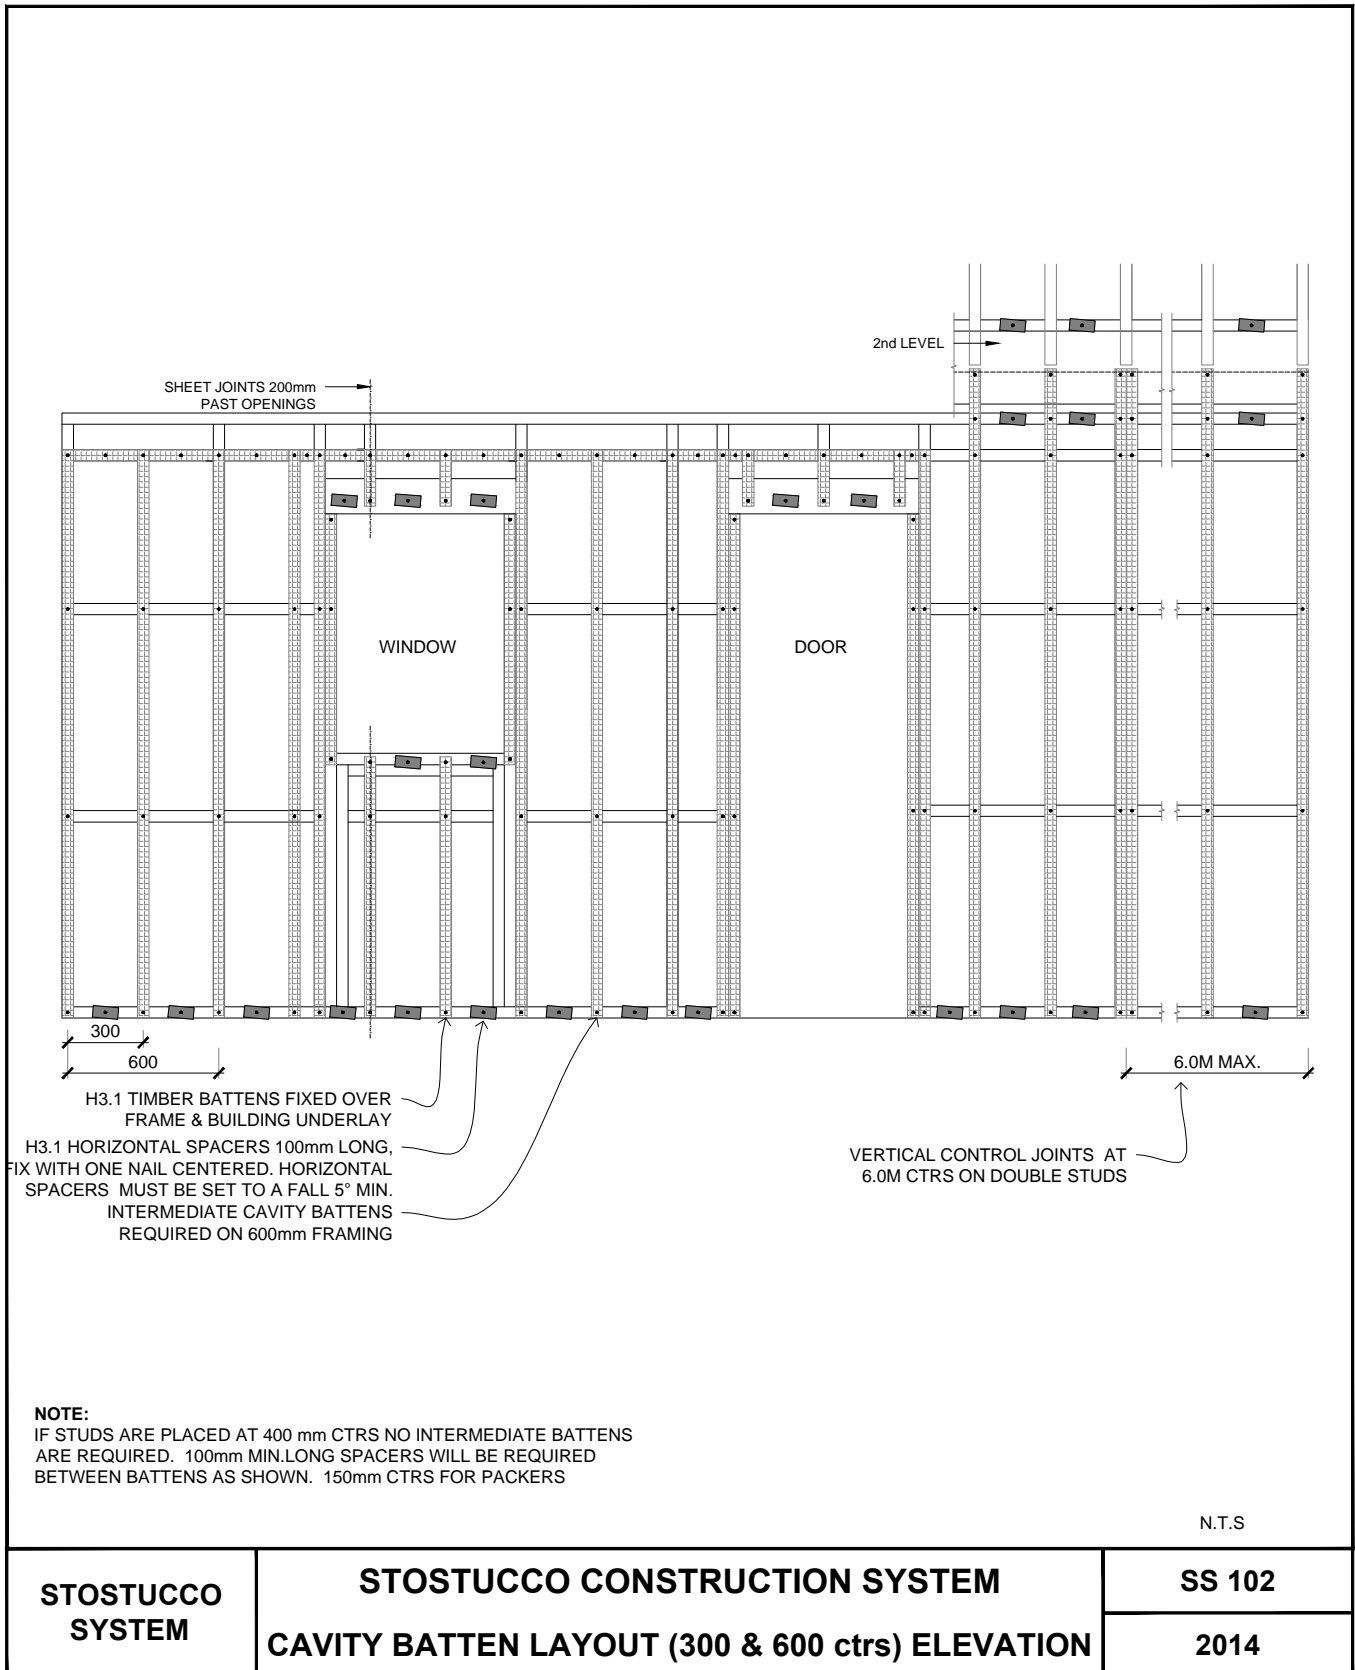 2nd LEVEL
SHEET JOINTS 200mm
PAST OPENINGS
WINDOW
DOOR
300
600
6.0M MAX.
H3.1 TIMBER BATTENS FIXED OVER
FRAME & BUILDING UNDERLAY
H3.1 HORIZONTAL SPACERS 100mm LONG,
FIX WITH ONE NAIL CENTERED. HORIZONTAL
SPACERS MUST BE SET TO A FALL 5° MIN.
INTERMEDIATE CAVITY BATTENS
REQUIRED ON 600mm FRAMING
VERTICAL CONTROL JOINTS AT
6.0M CTRS ON DOUBLE STUDS
NOTE:
IF STUDS ARE PLACED AT 400 mm CTRS NO INTERMEDIATE BATTENS
ARE REQUIRED. 100mm MIN.LONG SPACERS WILL BE REQUIRED
BETWEEN BATTENS AS SHOWN. 150mm CTRS FOR PACKERS
N.T.S
STOSTUCCO
SYSTEM
STOSTUCCO CONSTRUCTION SYSTEM
CAVITY BATTEN LAYOUT (300 & 600 ctrs) ELEVATION
SS 102
2014